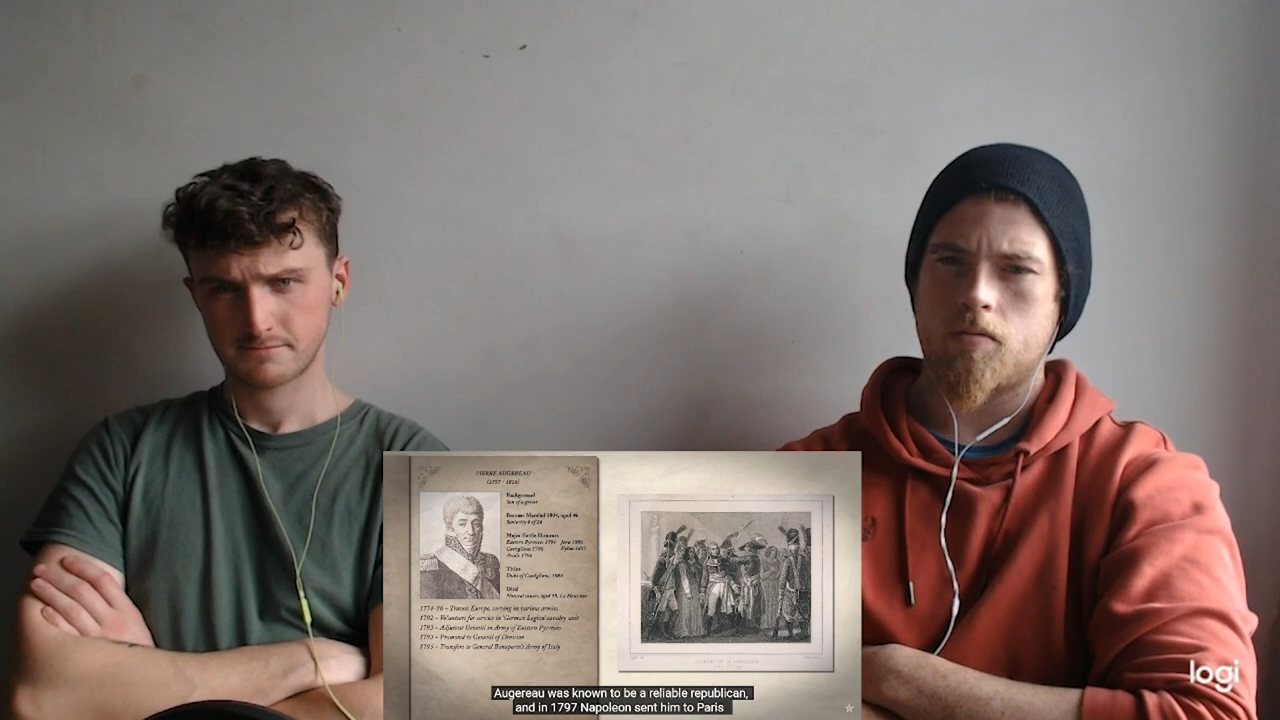 PIERRE AUGEREAU
(1757 - 1816)
Background
Son of a grocer
Become Marshal 1804, aged 46
Seniority 6 of 26
Major Battle Honours
Eastern Pyrenees 1794 Jena 1806
Castiglione 1796 Eylau 1807
Arcole 1796
Titles
Duke of Castiglione, 1808
Died
Natural causes, aged 58, La Houssaye
1774-86 – Travels Europe, serving in various armies
1792 – Volunteers for service in 'German Legion' cavalry unit
1793 – Adjutant General in Army of Eastern Pyrenees
1793 – Promoted to General of Division
1795 – Transfers to General Bonaparte's Army of Italy
Augereau was known to be a reliable republican,
and in 1797 Napoleon sent him to Paris
logi